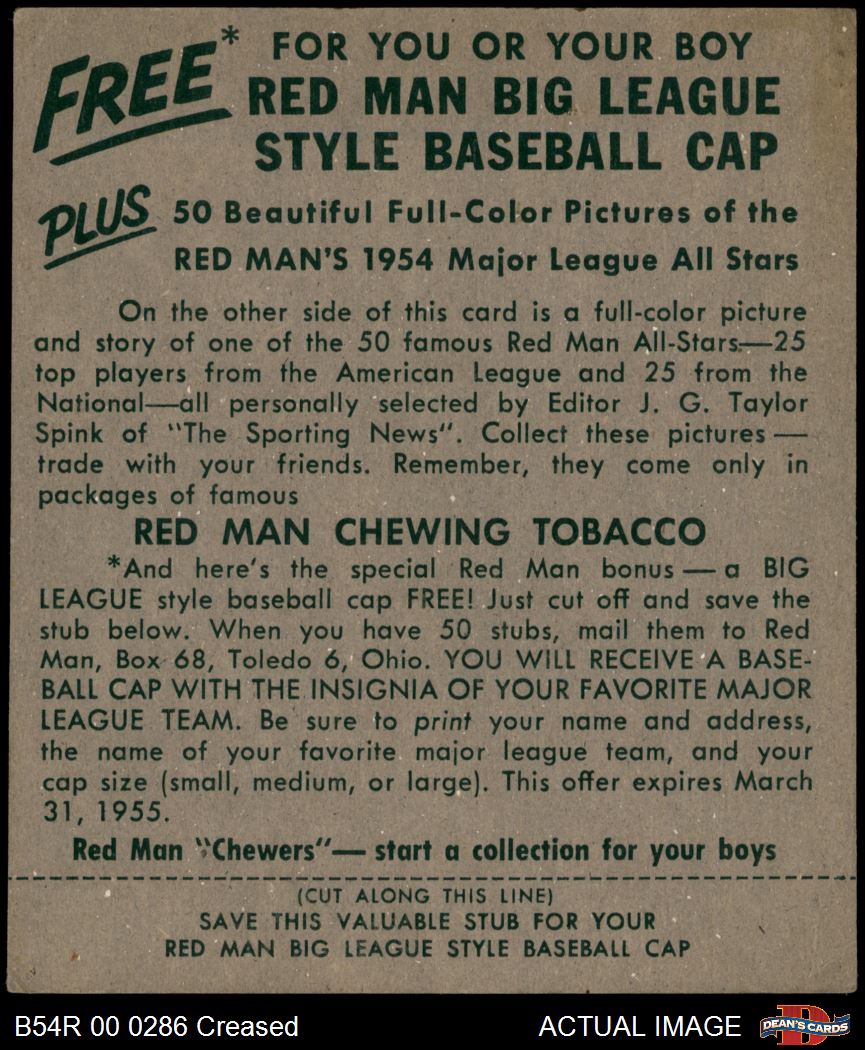 FREE* FOR YOU OR YOUR BOY
RED MAN BIG LEAGUE
STYLE BASEBALL CAP
PLUS 50 Beautiful Full-Color Pictures of the
RED MAN'S 1954 Major League All Stars
On the other side of this card is a full-color picture
and story of one of the 50 famous Red Man All-Stars—25
top players from the American League and 25 from the
National—all personally selected by Editor J. G. Taylor
Spink of "The Sporting News". Collect these pictures —
trade with your friends. Remember, they come only in
packages of famous
RED MAN CHEWING TOBACCO
*And here's the special Red Man bonus — a BIG
LEAGUE style baseball cap FREE! Just cut off and save the
stub below. When you have 50 stubs, mail them to Red
Man, Box 68, Toledo 6, Ohio. YOU WILL RECEIVE A BASE-
BALL CAP WITH THE INSIGNIA OF YOUR FAVORITE MAJOR
LEAGUE TEAM. Be sure to print your name and address,
the name of your favorite major league team, and your
cap size (small, medium, or large). This offer expires March
31, 1955.
Red Man "Chewers"— start a collection for your boys
(CUT ALONG THIS LINE)
SAVE THIS VALUABLE STUB FOR YOUR
RED MAN BIG LEAGUE STYLE BASEBALL CAP
B54R 00 0286 Creased
ACTUAL IMAGE
D
DEAN'S CARDS